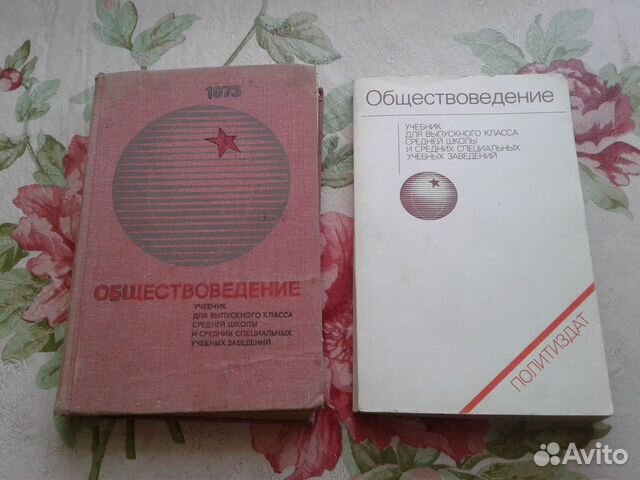 1973
ОБЩЕСТВОВЕДЕНИЕ
УЧЕБНИК
ДЛЯ ВЫПУСКНОГО КЛАССА
СРЕДНЕЙ ШКОЛЫ
И СРЕДНИХ СПЕЦИАЛЬНЫХ
УЧЕБНЫХ ЗАВЕДЕНИЙ
Обществоведение
УЧЕБНИК
ДЛЯ ВЫПУСКНОГО КЛАССА
СРЕДНЕЙ ШКОЛЫ
И СРЕДНИХ СПЕЦИАЛЬНЫХ
УЧЕБНЫХ ЗАВЕДЕНИЙ
ПОЛИТИЗДАТ
Avito